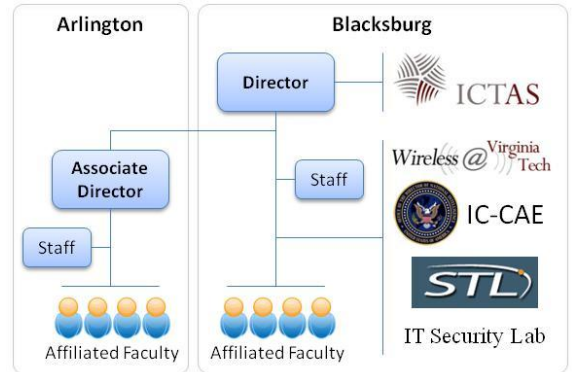 Arlington
Blacksburg
Director
ICTAS
Associate
Director
Staff
Wireless@Virginia
Tech
IC-CAE
Staff
STL
IT Security Lab
Affiliated Faculty
Affiliated Faculty